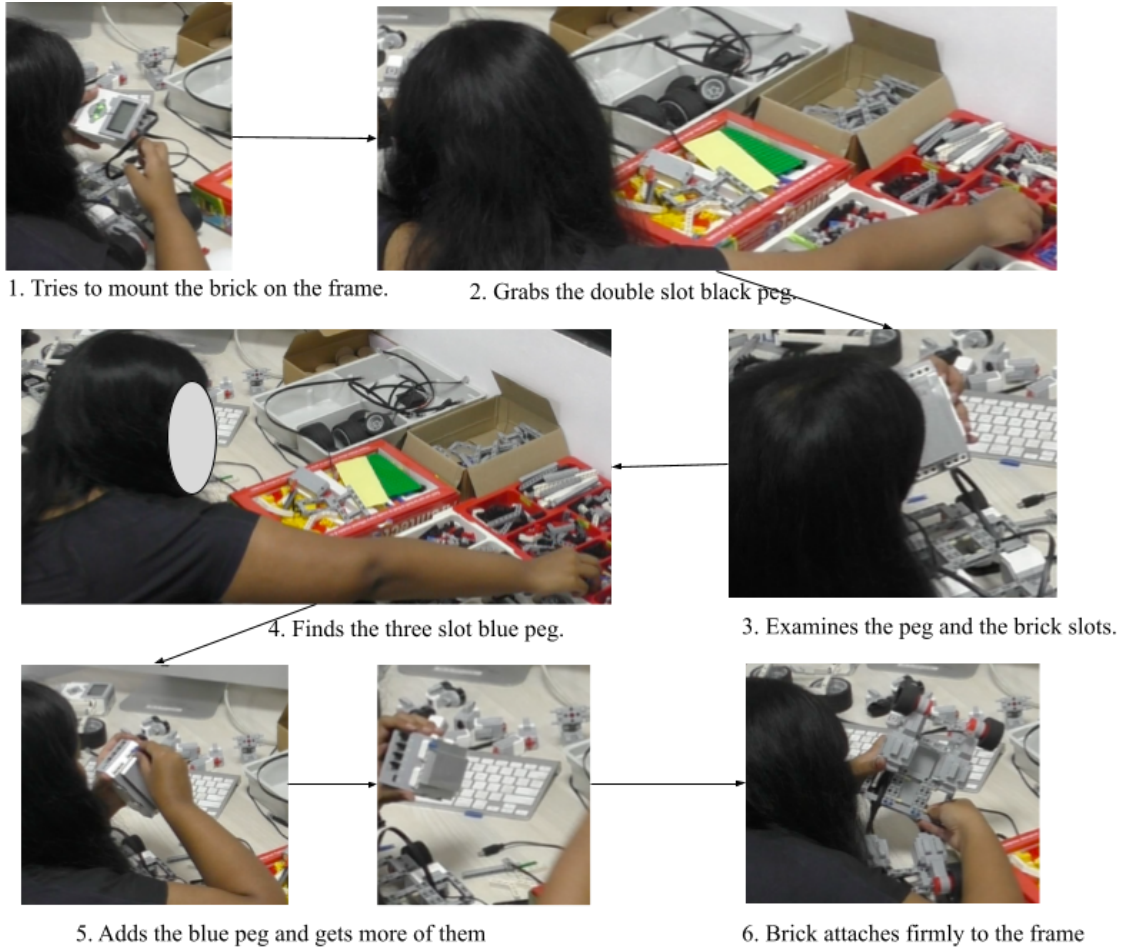 1. Tries to mount the brick on the frame.
2. Grabs the double slot black peg.
4. Finds the three slot blue peg.
3. Examines the peg and the brick slots.
5. Adds the blue peg and gets more of them
6. Brick attaches firmly to the frame